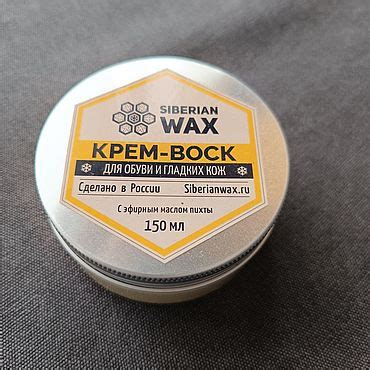 SIBERIAN
WAX
КРЕМ-ВОСК
ДЛЯ ОБУВИ И ГЛАДКИХ КОЖ
Сделано в России Siberianwax.ru
С эфирным маслом пихты
150 мл